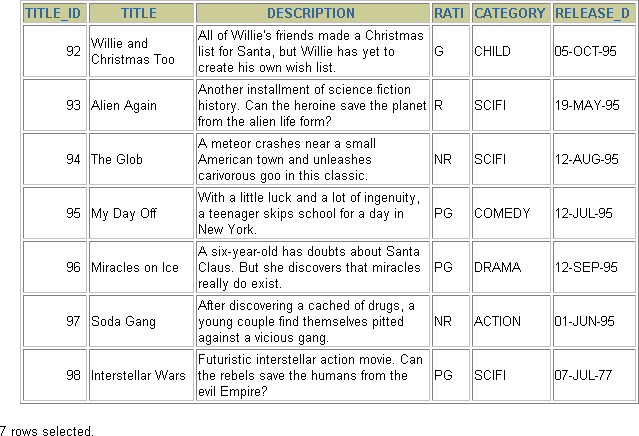 TITLE_ID TITLE DESCRIPTION RATI CATEGORY RELEASE_D
92 Willie and Christmas Too All of Willie's friends made a Christmas list for Santa, but Willie has yet to create his own wish list. G CHILD 05-OCT-95
93 Alien Again Another installment of science fiction history. Can the heroine save the planet from the alien life form? R SCIFI 19-MAY-95
94 The Glob A meteor crashes near a small American town and unleashes carivorous goo in this classic. NR SCIFI 12-AUG-95
95 My Day Off With a little luck and a lot of ingenuity, a teenager skips school for a day in New York. PG COMEDY 12-JUL-95
96 Miracles on Ice A six-year-old has doubts about Santa Claus. But she discovers that miracles really do exist. PG DRAMA 12-SEP-95
97 Soda Gang After discovering a cached of drugs, a young couple find themselves pitted against a vicious gang. NR ACTION 01-JUN-95
98 Interstellar Wars Futuristic interstellar action movie. Can the rebels save the humans from the evil Empire? PG SCIFI 07-JUL-77
7 rows selected.